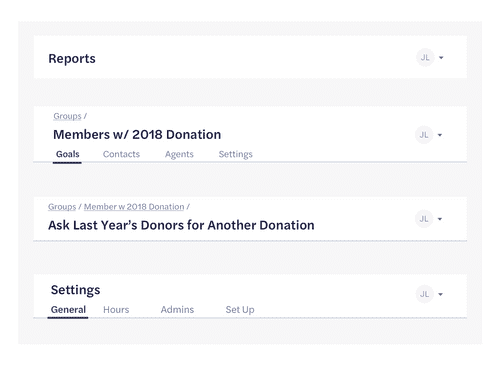 Reports JL
Groups /
Members w/ 2018 Donation JL
Goals Contacts Agents Settings
Groups / Member w 2018 Donation /
Ask Last Year's Donors for Another Donation JL
Settings JL
General Hours Admins Set Up